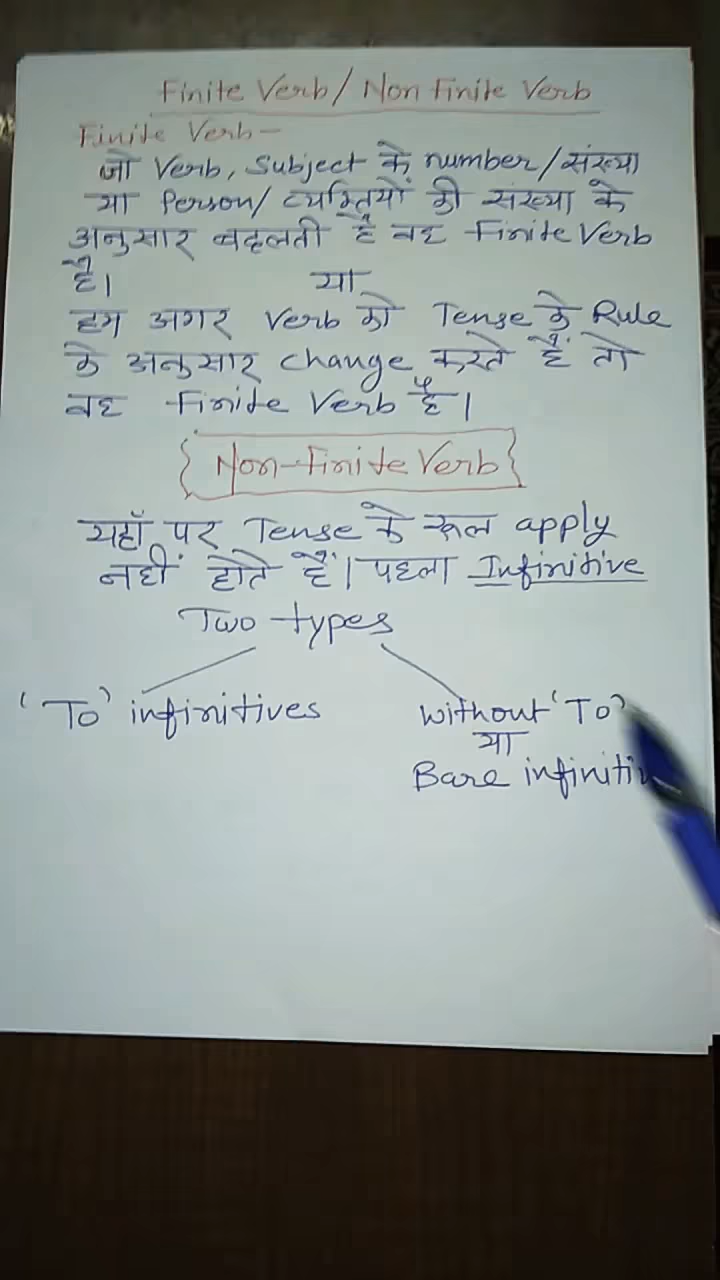 Finite Verb / Non Finite Verb
Finite Verb-
जो Verb, Subject के number/संख्या
या Person/ व्यक्तियों की संख्या के
अनुसार बदलती है वह Finite Verb
है। या
हम अगर Verb को Tense के Rule
के अनुसार change करते हैं तो
वह Finite Verb है।
Non-Finite Verb
यहाँ पर Tense के रूल apply
नहीं होते हैं। पहला Infinitive
Two types
'To' infinitives
without 'To'
या
Bare